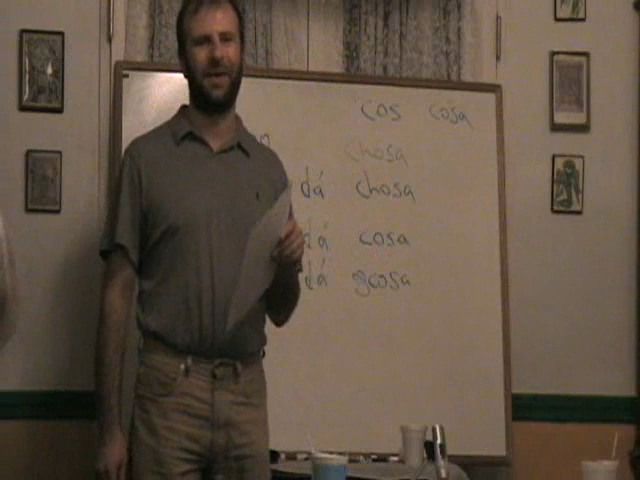 cos cosa
chosa
dá chosa
dá cosa
dá gcosa